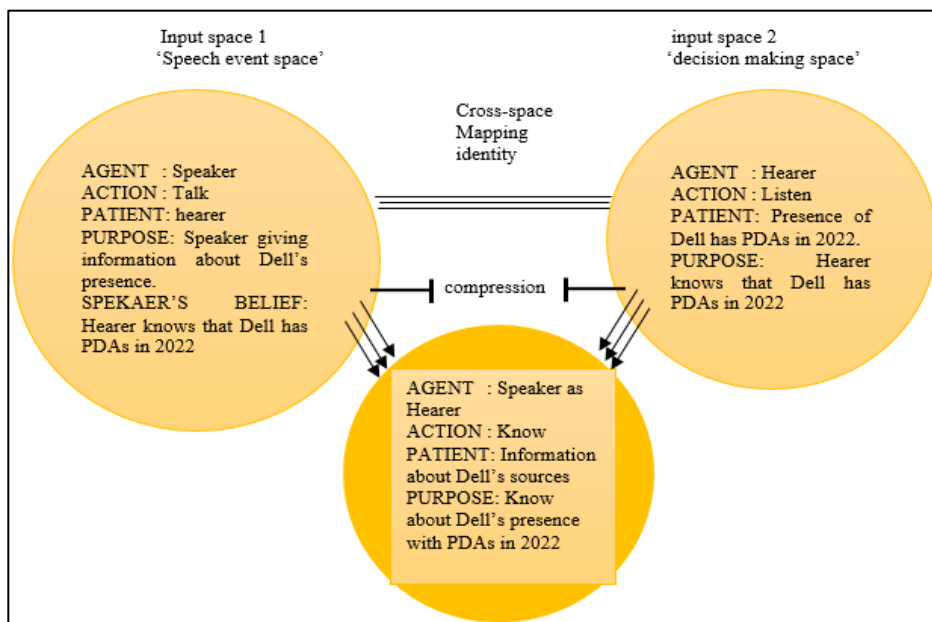 Input space 1
‘Speech event space’
input space 2
‘decision making space’
Cross-space
Mapping
identity
AGENT : Speaker
ACTION : Talk
PATIENT: hearer
PURPOSE: Speaker giving
information about Dell’s
presence.
SPEKAER’S BELIEF:
Hearer knows that Dell has
PDAs in 2022
AGENT : Hearer
ACTION : Listen
PATIENT: Presence of
Dell has PDAs in 2022.
PURPOSE: Hearer
knows that Dell has
PDAs in 2022
compression
AGENT : Speaker as
Hearer
ACTION : Know
PATIENT: Information
about Dell’s sources
PURPOSE: Know
about Dell’s presence
with PDAs in 2022